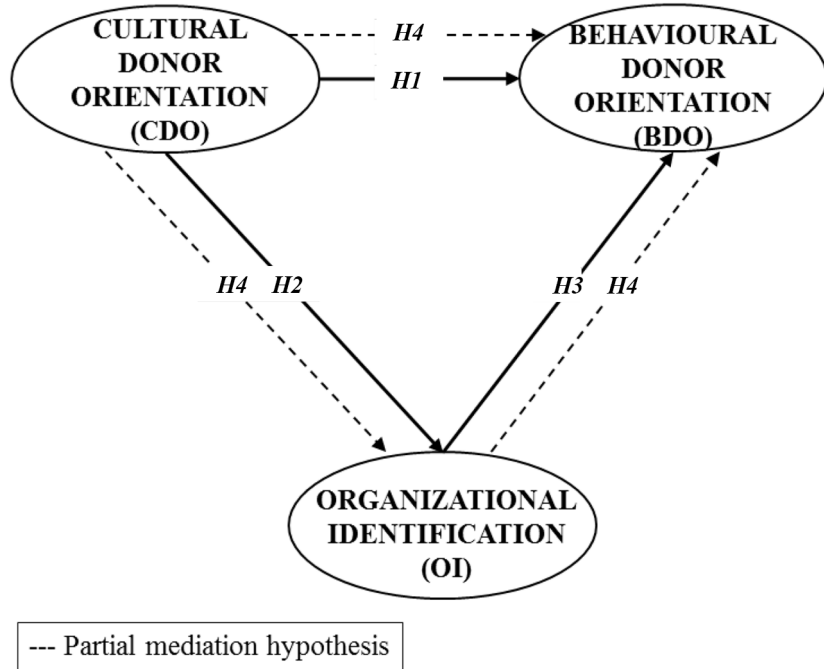 CULTURAL
DONOR
ORIENTATION
(CDO)
H4
H1
BEHAVIOURAL
DONOR
ORIENTATION
(BDO)
H4
H2
H3
H4
ORGANIZATIONAL
IDENTIFICATION
(OI)
--- Partial mediation hypothesis